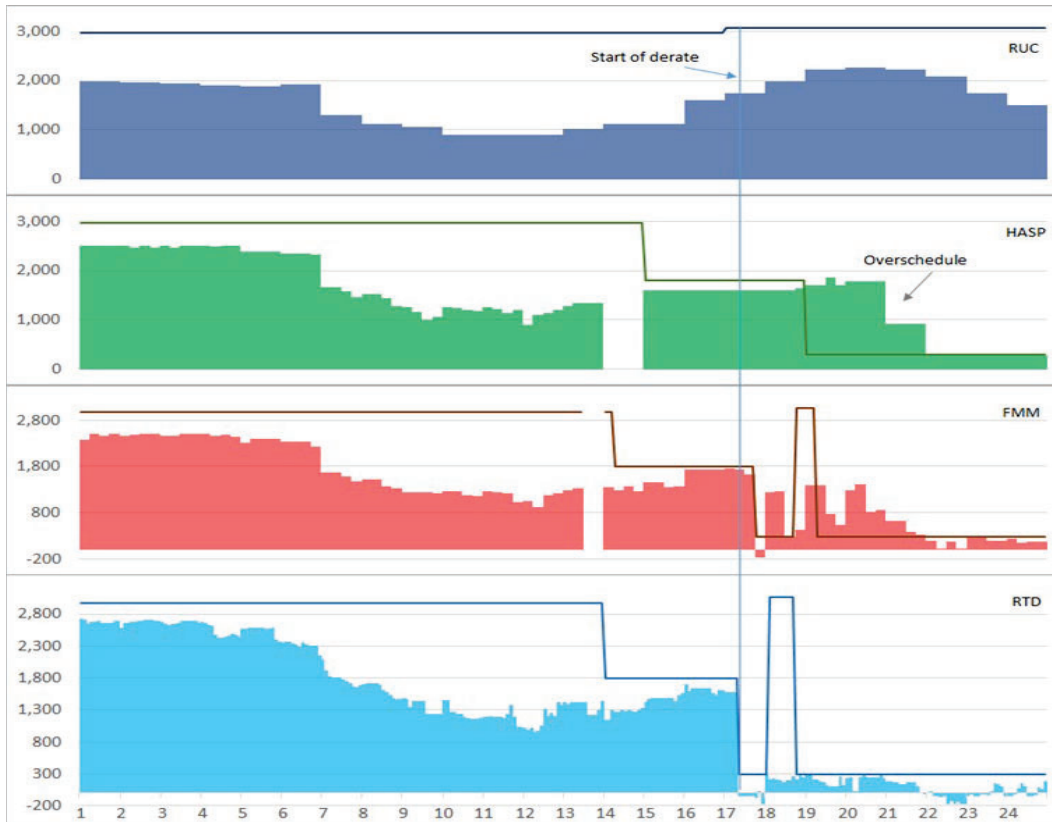 3,000
RUC
Start of derate
2,000
1,000
0
3,000
HASP
Overschedule
2,000
1,000
0
FMM
2,800
1,800
800
-200
RTD
2,800
2,300
1,800
1,300
800
300
-200
1 2 3 4 5 6 7 8 9 10 11 12 13 14 15 16 17 18 19 20 21 22 23 24